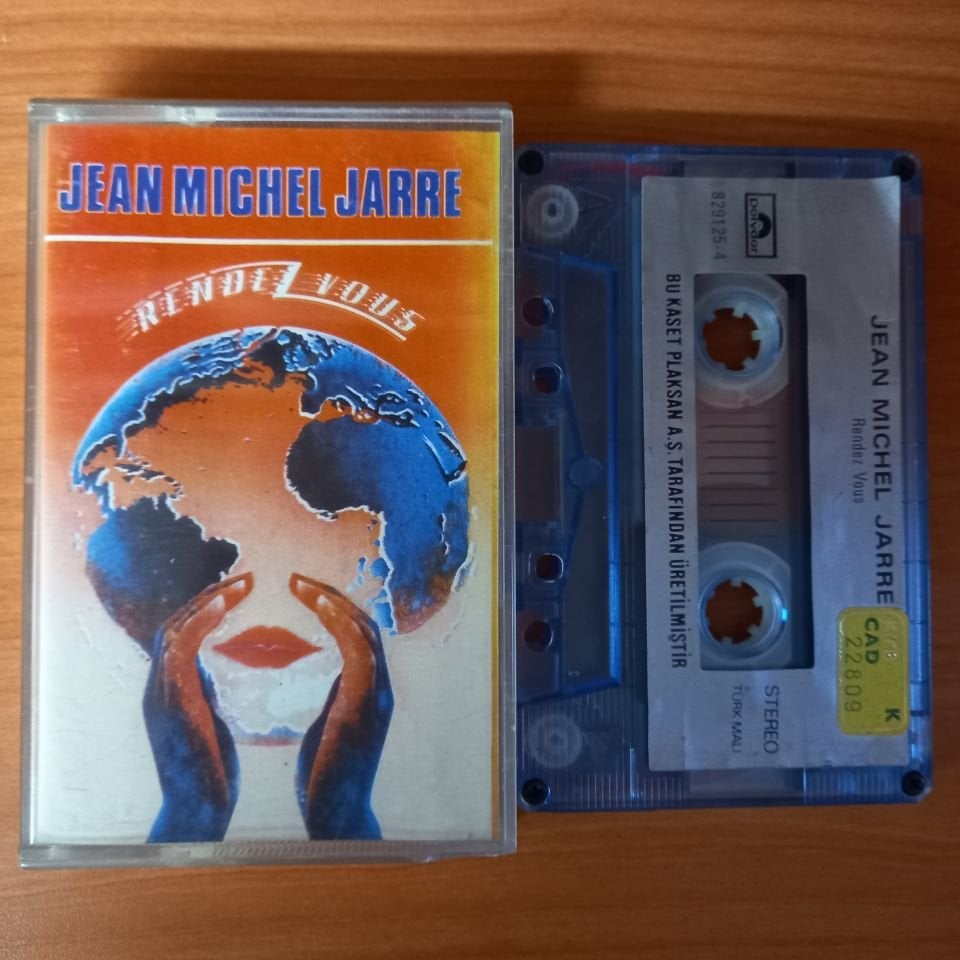 JEAN MICHEL JARRE
RENDEZ VOUS
JEAN MICHEL JARRE
Rendez Vous
polydor
829125-4
BU KASET PLAKSAN A.Ş. TARAFINDAN ÜRETİLMİŞTİR
STEREO
TÜRK MALI
K
CAD
22809